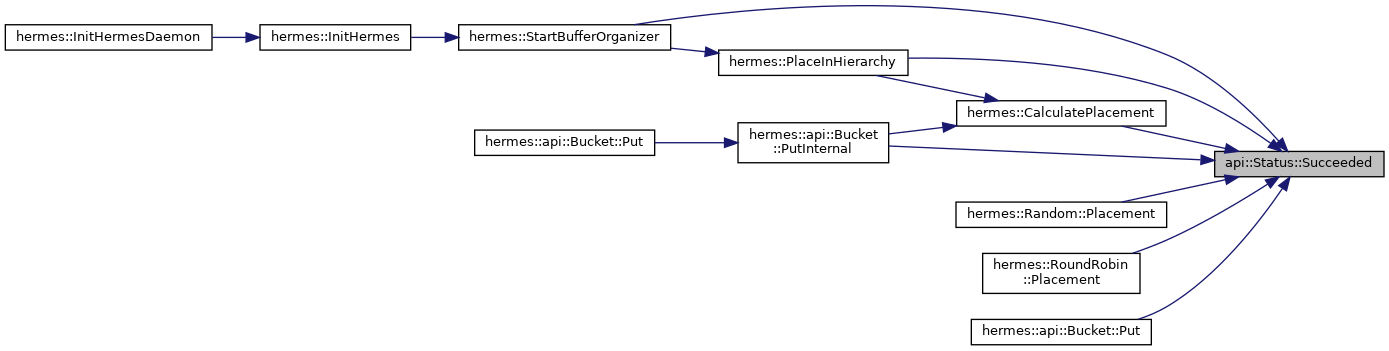 hermes::InitHermesDaemon
hermes::InitHermes
hermes::StartBufferOrganizer
hermes::PlaceInHierarchy
hermes::CalculatePlacement
hermes::api::Bucket::Put
hermes::api::Bucket
::PutInternal
api::Status::Succeeded
hermes::Random::Placement
hermes::RoundRobin
::Placement
hermes::api::Bucket::Put